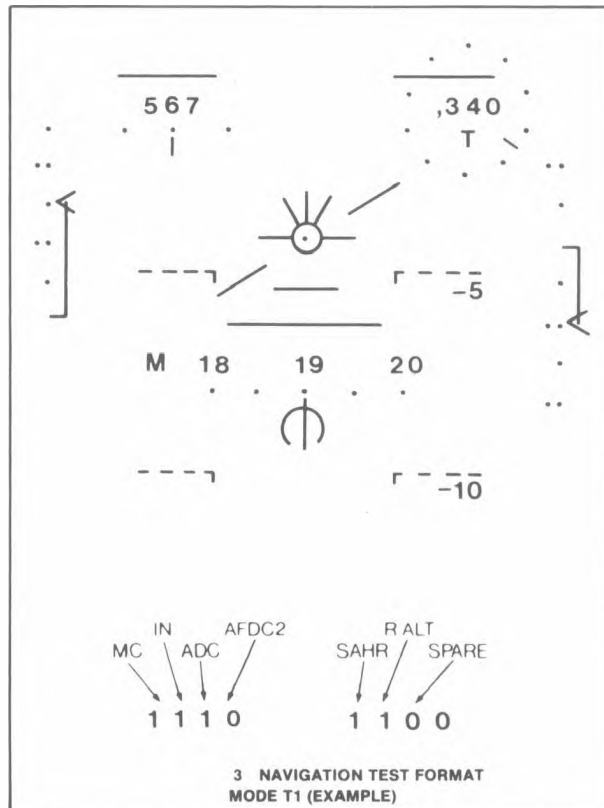 567 ,340
T
-5
M 18 19 20
-10
IN AFDC2 R ALT
MC ADC SAHR SPARE
1 1 1 0 1 1 0 0
3 NAVIGATION TEST FORMAT
MODE T1 (EXAMPLE)